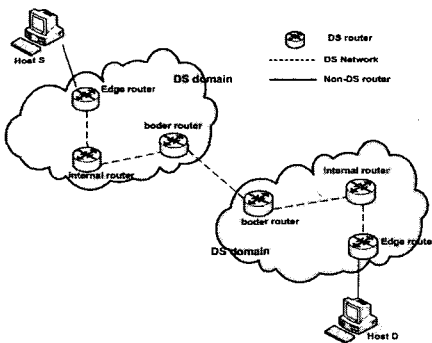 Host S
DS router
DS Network
Non-DS router
Edge router
DS domain
boder router
Internal router
Internal router
boder router
Edge route
DS domain
Host D